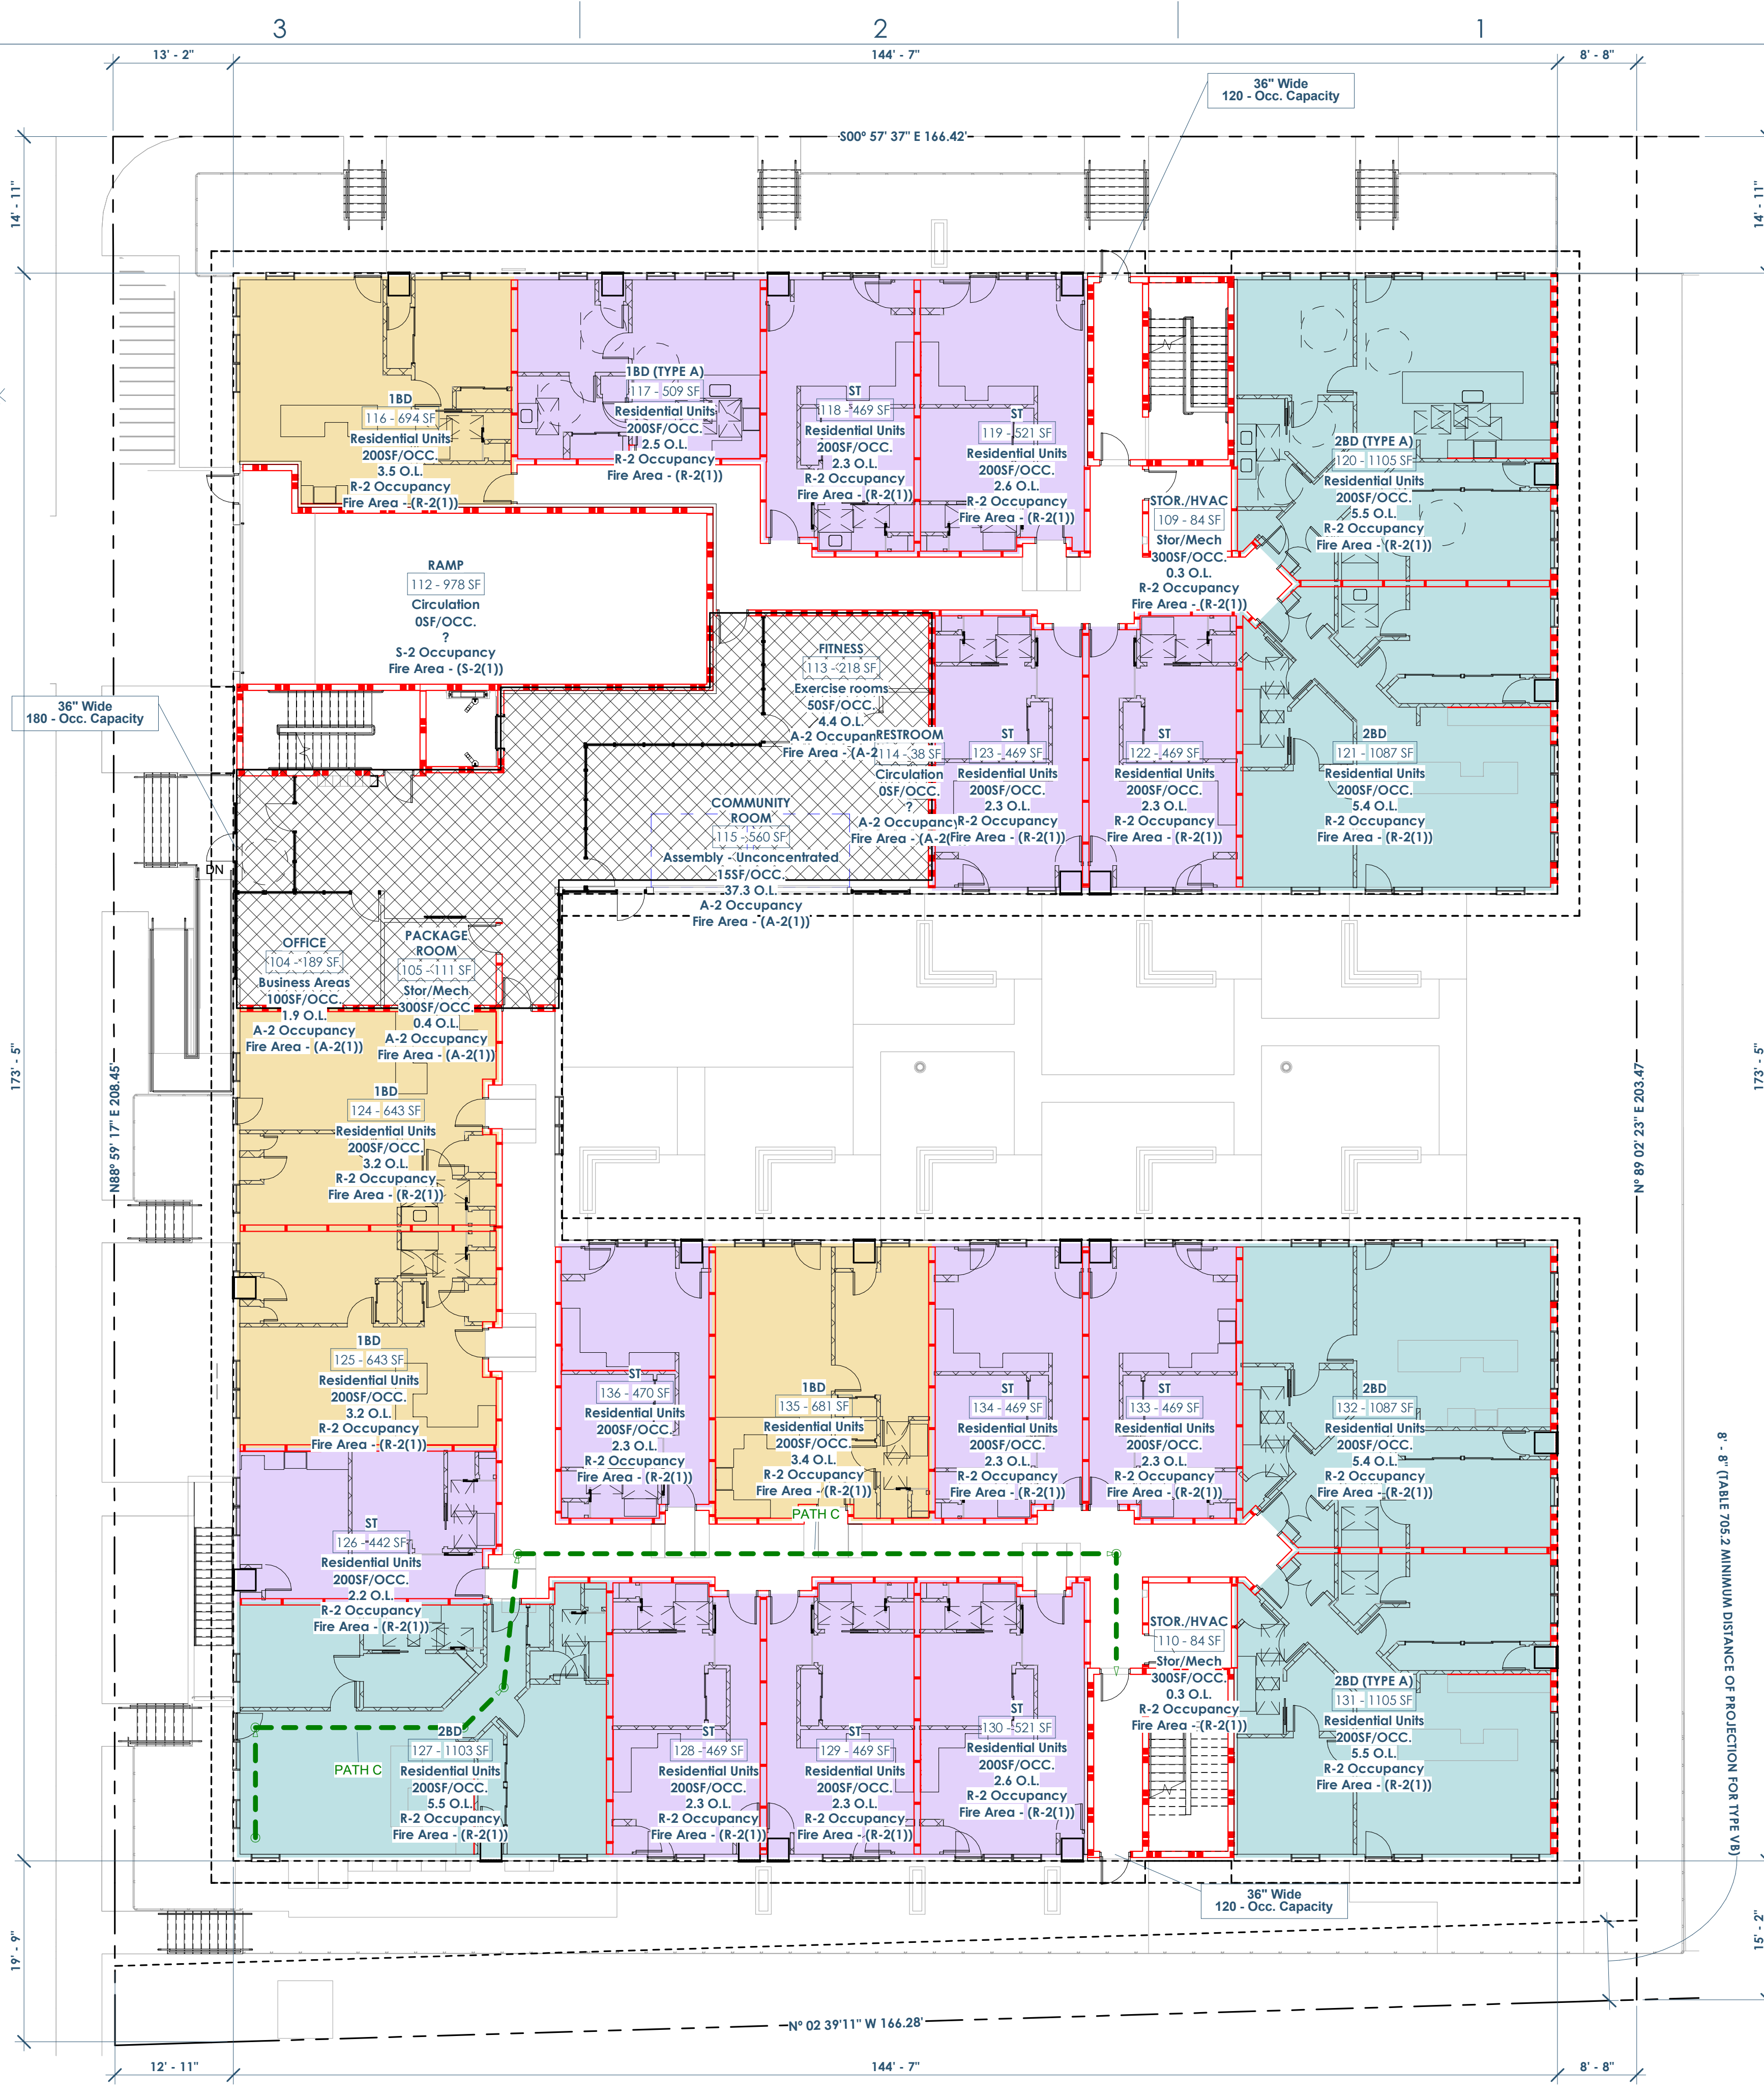 3
2
1
13' - 2"
144' - 7"
8' - 8"
36" Wide
120 - Occ. Capacity
S00° 57' 37" E 166.42'
14' - 11"
14' - 11"
1BD
116 - 694 SF
Residential Units
200SF/OCC.
3.5 O.L.
R-2 Occupancy
Fire Area - (R-2(1))
1BD (TYPE A)
117 - 509 SF
Residential Units
200SF/OCC.
2.5 O.L.
R-2 Occupancy
Fire Area - (R-2(1))
ST
118 - 469 SF
Residential Units
200SF/OCC.
2.3 O.L.
R-2 Occupancy
Fire Area - (R-2(1))
ST
119 - 521 SF
Residential Units
200SF/OCC.
2.6 O.L.
R-2 Occupancy
Fire Area - (R-2(1))
STOR./HVAC
109 - 84 SF
Stor/Mech
300SF/OCC.
0.3 O.L.
R-2 Occupancy
Fire Area - (R-2(1))
2BD (TYPE A)
120 - 1105 SF
Residential Units
200SF/OCC.
5.5 O.L.
R-2 Occupancy
Fire Area - (R-2(1))
RAMP
112 - 978 SF
Circulation
0SF/OCC.
?
S-2 Occupancy
Fire Area - (S-2(1))
36" Wide
180 - Occ. Capacity
FITNESS
113 - 218 SF
Exercise rooms
50SF/OCC.
4.4 O.L.
A-2 Occupan
Fire Area - (A-2
RESTROOM
114 - 38 SF
Circulation
0SF/OCC.
?
A-2 Occupancy
Fire Area - (A-2(
ST
123 - 469 SF
Residential Units
200SF/OCC.
2.3 O.L.
R-2 Occupancy
Fire Area - (R-2(1))
ST
122 - 469 SF
Residential Units
200SF/OCC.
2.3 O.L.
R-2 Occupancy
Fire Area - (R-2(1))
2BD
121 - 1087 SF
Residential Units
200SF/OCC.
5.4 O.L.
R-2 Occupancy
Fire Area - (R-2(1))
COMMUNITY
ROOM
115 - 560 SF
Assembly - Unconcentrated
15SF/OCC.
37.3 O.L.
A-2 Occupancy
Fire Area - (A-2(1))
DN
OFFICE
104 - 189 SF
Business Areas
100SF/OCC.
1.9 O.L.
A-2 Occupancy
Fire Area - (A-2(1))
PACKAGE
ROOM
105 - 111 SF
Stor/Mech
300SF/OCC.
0.4 O.L.
A-2 Occupancy
Fire Area - (A-2(1))
173' - 5"
N88° 59' 17" E 208.45'
N° 89 02' 23" E 203.47
173' - 5"
1BD
124 - 643 SF
Residential Units
200SF/OCC.
3.2 O.L.
R-2 Occupancy
Fire Area - (R-2(1))
1BD
125 - 643 SF
Residential Units
200SF/OCC.
3.2 O.L.
R-2 Occupancy
Fire Area - (R-2(1))
ST
136 - 470 SF
Residential Units
200SF/OCC.
2.3 O.L.
R-2 Occupancy
Fire Area - (R-2(1))
1BD
135 - 681 SF
Residential Units
200SF/OCC.
3.4 O.L.
R-2 Occupancy
Fire Area - (R-2(1))
ST
134 - 469 SF
Residential Units
200SF/OCC.
2.3 O.L.
R-2 Occupancy
Fire Area - (R-2(1))
ST
133 - 469 SF
Residential Units
200SF/OCC.
2.3 O.L.
R-2 Occupancy
Fire Area - (R-2(1))
2BD
132 - 1087 SF
Residential Units
200SF/OCC.
5.4 O.L.
R-2 Occupancy
Fire Area - (R-2(1))
8' - 8" (TABLE 705.2 MINIMUM DISTANCE OF PROJECTION FOR TYPE VB)
PATH C
ST
126 - 442 SF
Residential Units
200SF/OCC.
2.2 O.L.
R-2 Occupancy
Fire Area - (R-2(1))
STOR./HVAC
110 - 84 SF
Stor/Mech
300SF/OCC.
0.3 O.L.
R-2 Occupancy
Fire Area - (R-2(1))
2BD
127 - 1103 SF
Residential Units
200SF/OCC.
5.5 O.L.
R-2 Occupancy
Fire Area - (R-2(1))
PATH C
ST
128 - 469 SF
Residential Units
200SF/OCC.
2.3 O.L.
R-2 Occupancy
Fire Area - (R-2(1))
ST
129 - 469 SF
Residential Units
200SF/OCC.
2.3 O.L.
R-2 Occupancy
Fire Area - (R-2(1))
ST
130 - 521 SF
Residential Units
200SF/OCC.
2.6 O.L.
R-2 Occupancy
Fire Area - (R-2(1))
2BD (TYPE A)
131 - 1105 SF
Residential Units
200SF/OCC.
5.5 O.L.
R-2 Occupancy
Fire Area - (R-2(1))
36" Wide
120 - Occ. Capacity
19' - 9"
15' - 2"
N° 02 39'11" W 166.28'
12' - 11"
144' - 7"
8' - 8"